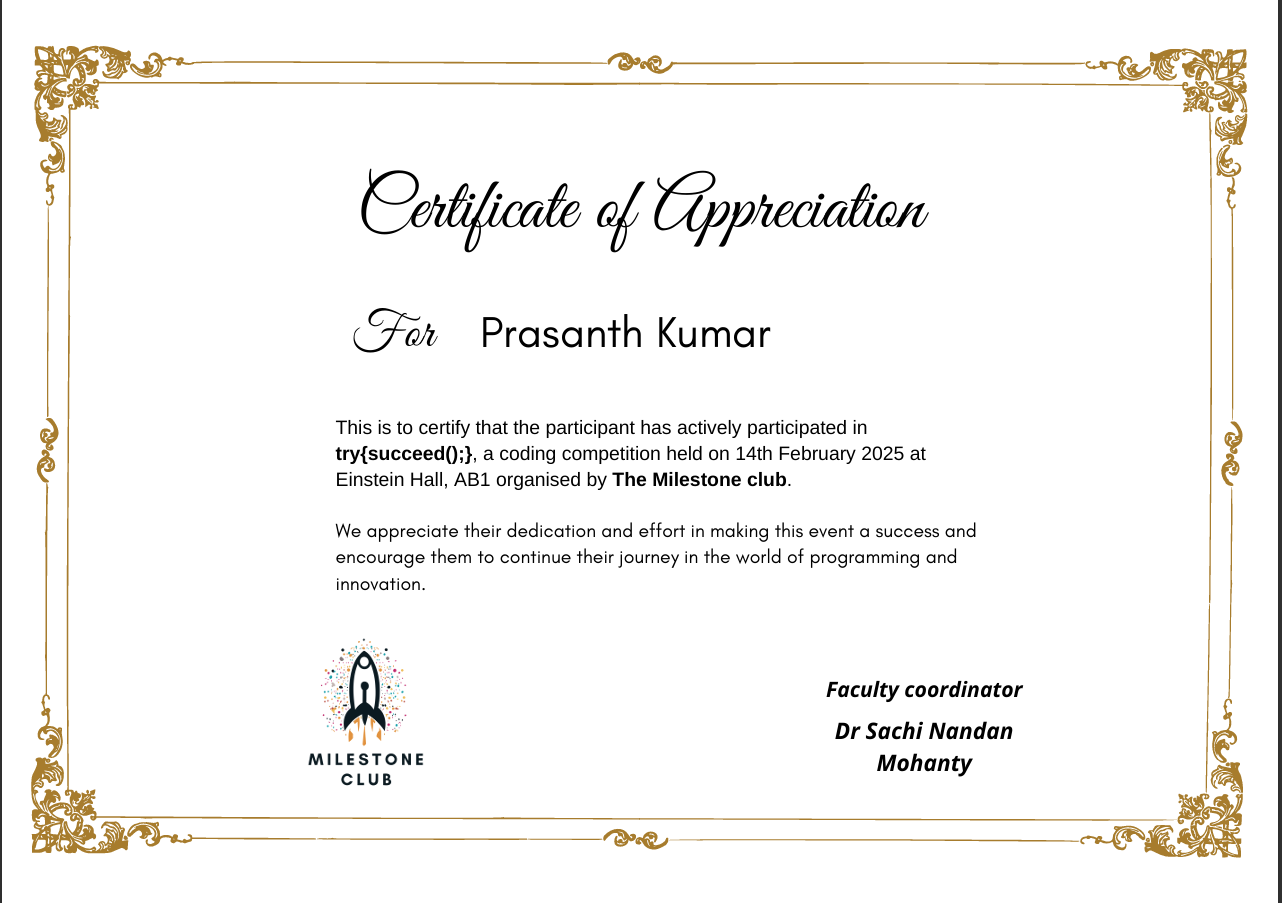 Certificate of Appreciation
For Prasanth Kumar
This is to certify that the participant has actively participated in
try{succeed();}, a coding competition held on 14th February 2025 at
Einstein Hall, AB1 organised by The Milestone club.
We appreciate their dedication and effort in making this event a success and
encourage them to continue their journey in the world of programming and
innovation.
MILESTONE
CLUB
Faculty coordinator
Dr Sachi Nandan
Mohanty